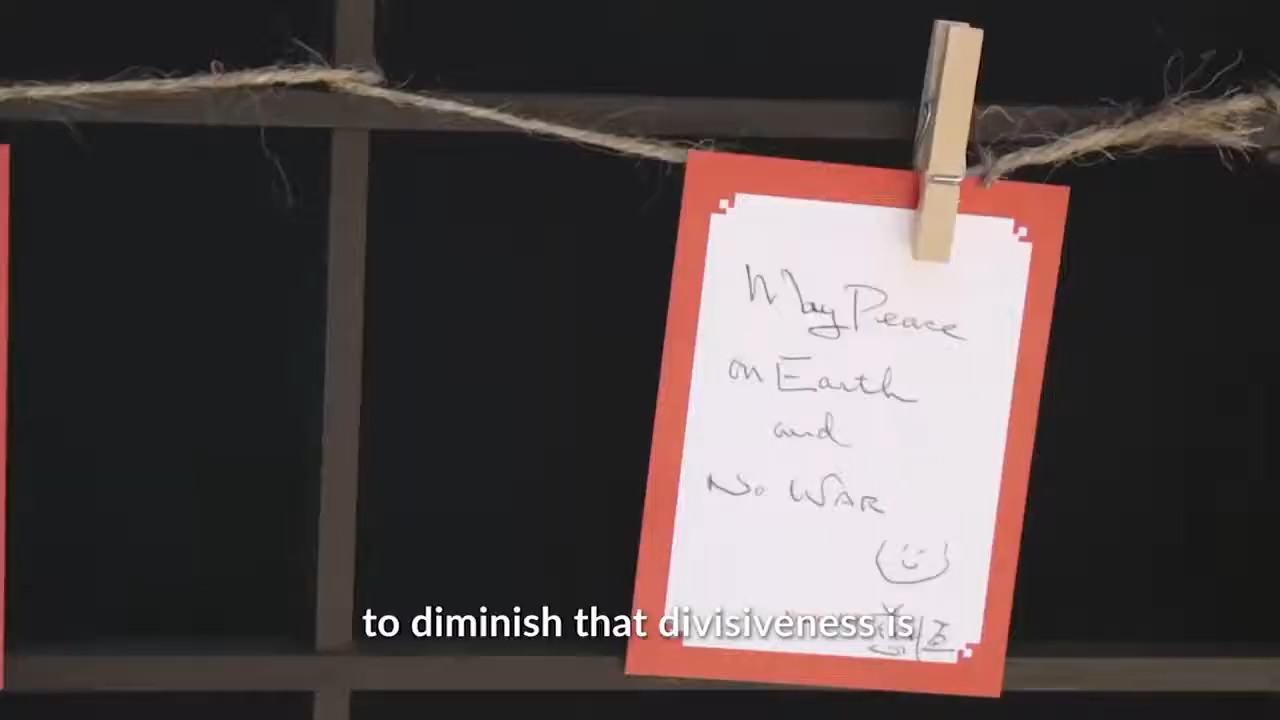 May Peace
on Earth
and
No WAR
to diminish that divisiveness is